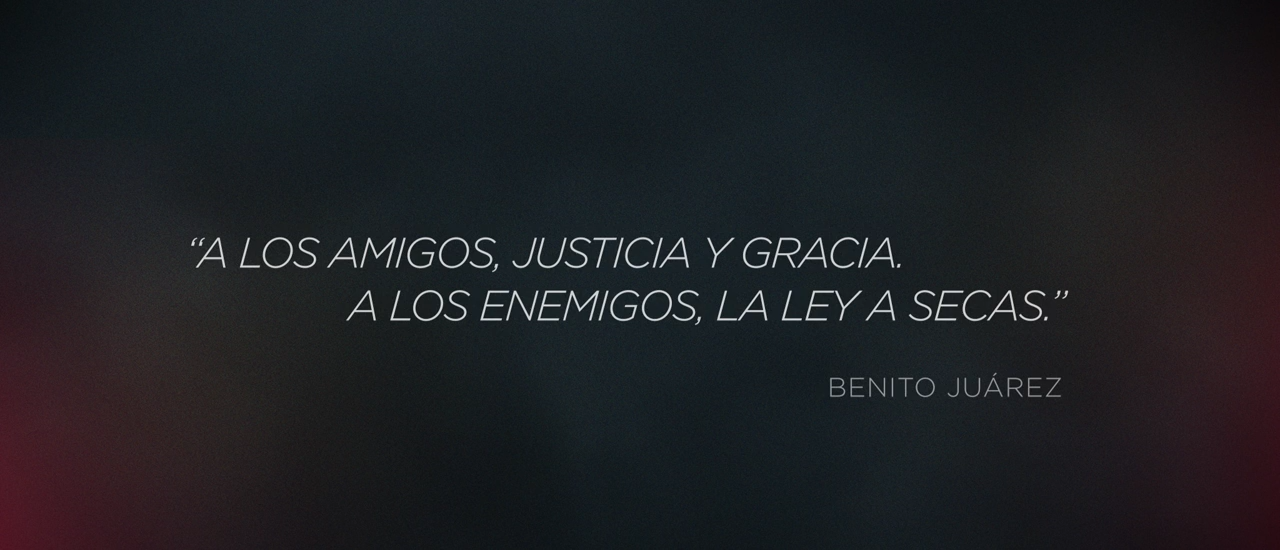 “A LOS AMIGOS, JUSTICIA Y GRACIA.
A LOS ENEMIGOS, LA LEY A SECAS.”
BENITO JUÁREZ